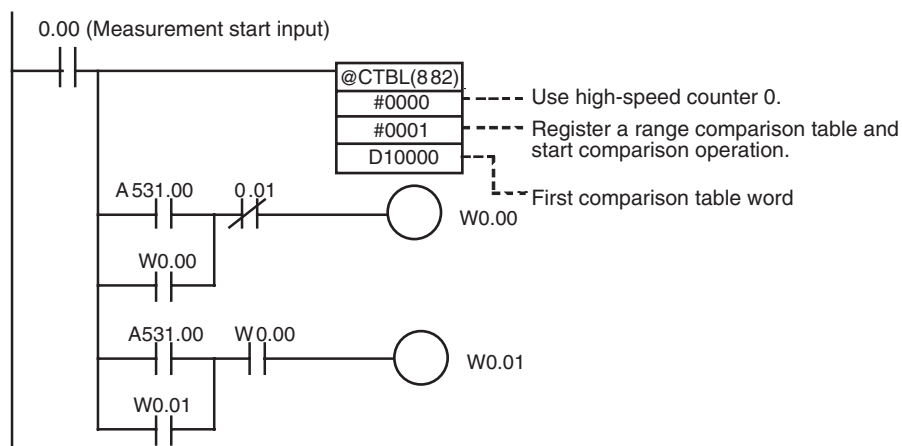 0.00 (Measurement start input)
@CTBL(882)
#0000
Use high-speed counter 0.
#0001
Register a range comparison table and
start comparison operation.
D10000
First comparison table word
A531.00
0.01
W0.00
W0.00
A531.00
W0.00
W0.01
W0.01